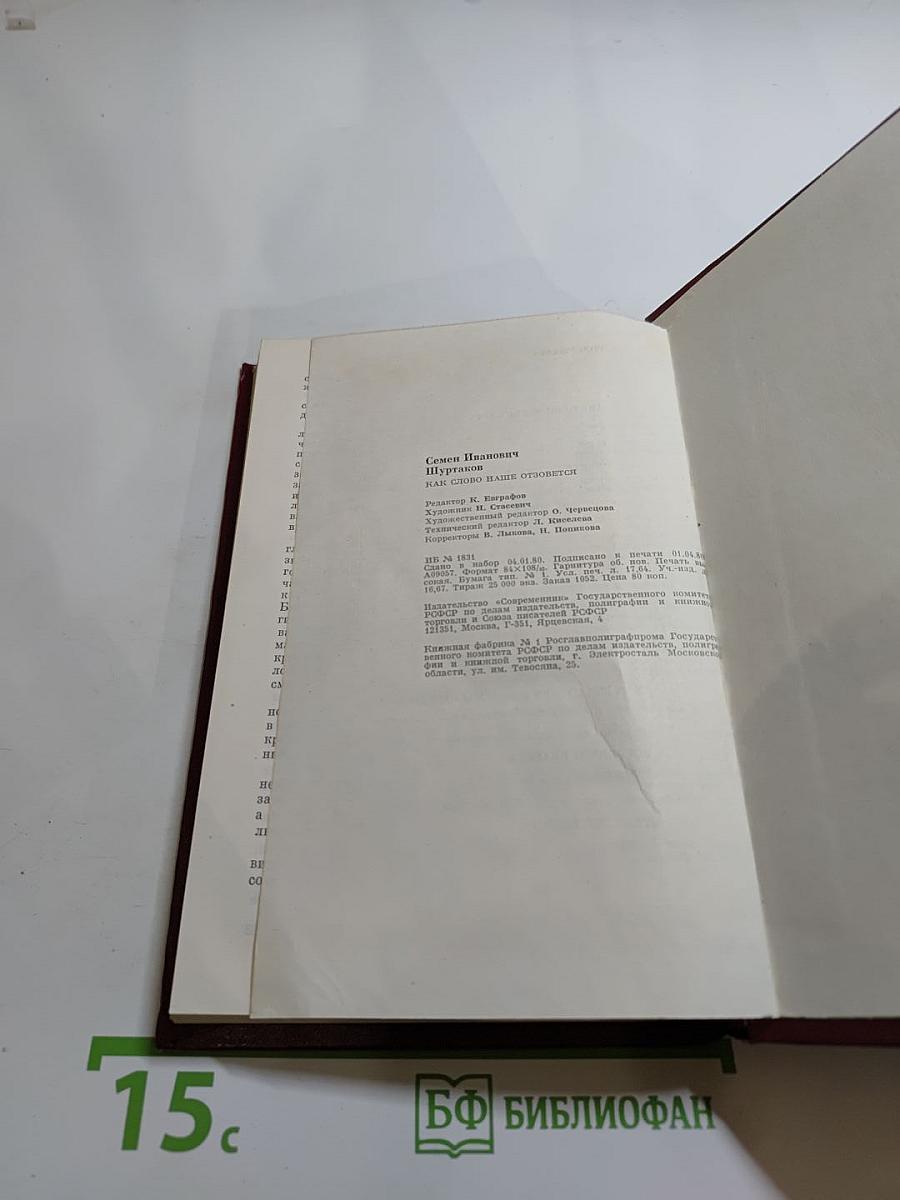 Семен Иванович
Шуртаков
КАК СЛОВО НАШЕ ОТЗОВЕТСЯ
Редактор К. Евграфов
Художник Н. Стасевич
Художественный редактор О. Червецова
Технический редактор Л. Киселева
Корректоры В. Лыкова, Н. Попикова
ИБ № 1831
Сдано в набор 04.01.80. Подписано к печати 01.04.80
А09057. Формат 84×108/32. Гарнитура об. нов. Печать вы
сокая. Бумага тип. № 1. Усл. печ. л. 17,64. Уч.-изд. л
16,67. Тираж 25 000 экз. Заказ 1052. Цена 80 коп.
Издательство «Современник» Государственного комитета
РСФСР по делам издательств, полиграфии и книжной
торговли и Союза писателей РСФСР
121351, Москва, Г-351, Ярцевская, 4
Книжная фабрика № 1 Росглавполиграфпрома Государст
венного комитета РСФСР по делам издательств, полигра
фии и книжной торговли, г. Электросталь Московской
области, ул. им. Тевосяна, 25.
15 с
БФ БИБЛИОФАН